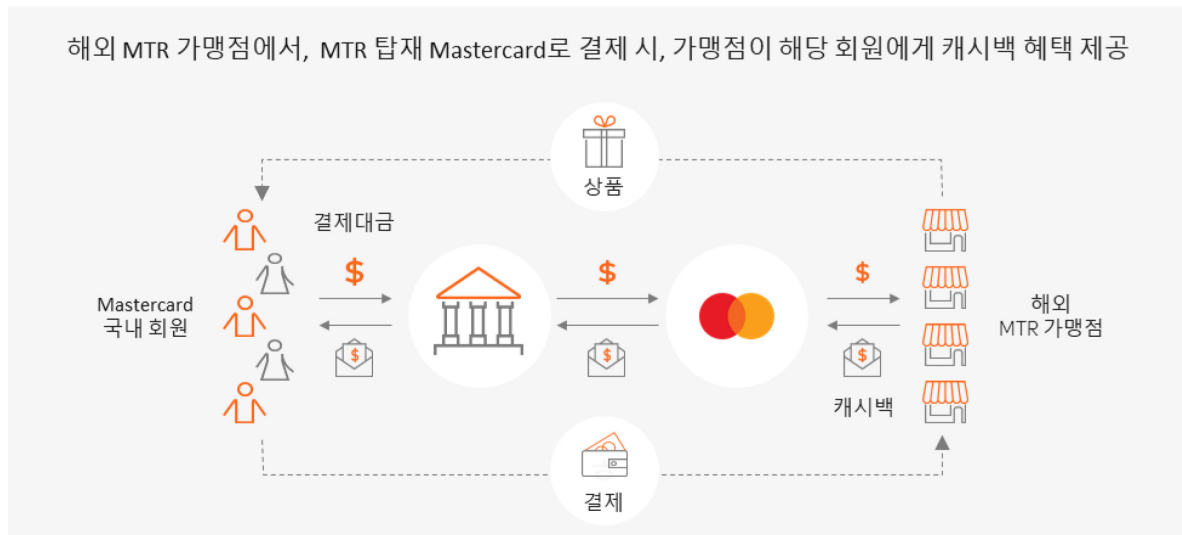 해외 MTR 가맹점에서, MTR 탑재 Mastercard로 결제 시, 가맹점이 해당 회원에게 캐시백 혜택 제공
상품
결제대금
$ $ $
Mastercard
국내 회원
해외
MTR 가맹점
$ $ $
캐시백
결제